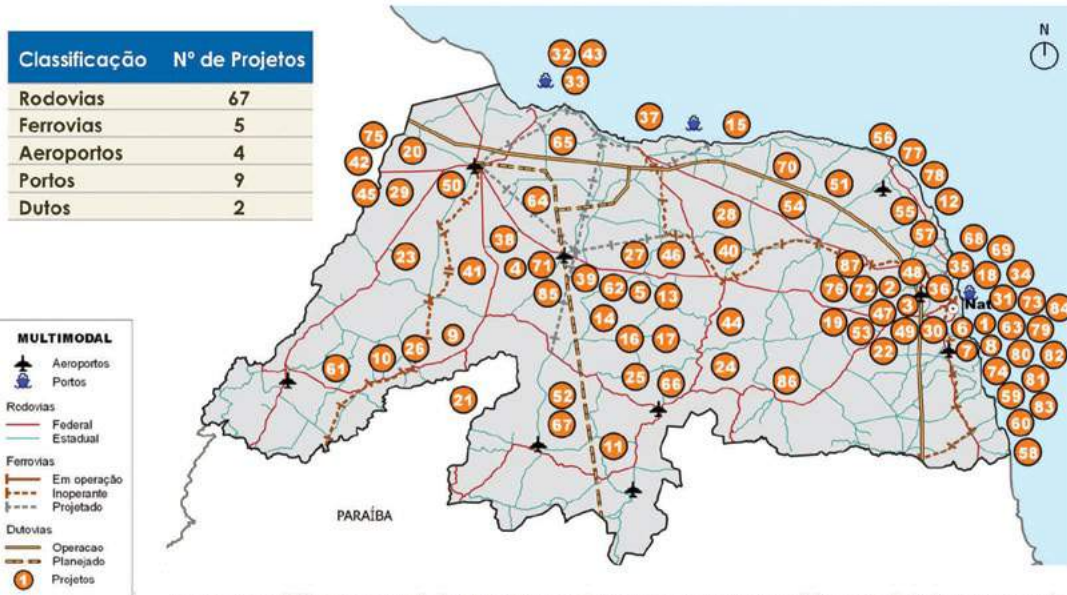 Classificação Nº de Projetos
Rodovias 67
Ferrovias 5
Aeroportos 4
Portos 9
Dutos 2
N
32 43
33
37
15
75
42
20
45 29
50
65
64
70
51
54
56
77
78
12
55
57
28
23
38
41
4 71
27 46
40
39
85
62 5 13
14
16 17
44
25
66
24
86
87
76 72 2
48
35
68 69
18 34
36
Nat
31 73 84
19 53 47 3
22 49 30 6 1 63 79
7 8 80 82
74 81
59 83
60
58
9
26
10
61
21
52
67
11
PARAÍBA
MULTIMODAL
Aeroportos
Portos
Rodovias
Federal
Estadual
Ferrovias
Em operação
Inoperante
Projetado
Dutovias
Operacao
Planejado
1 Projetos